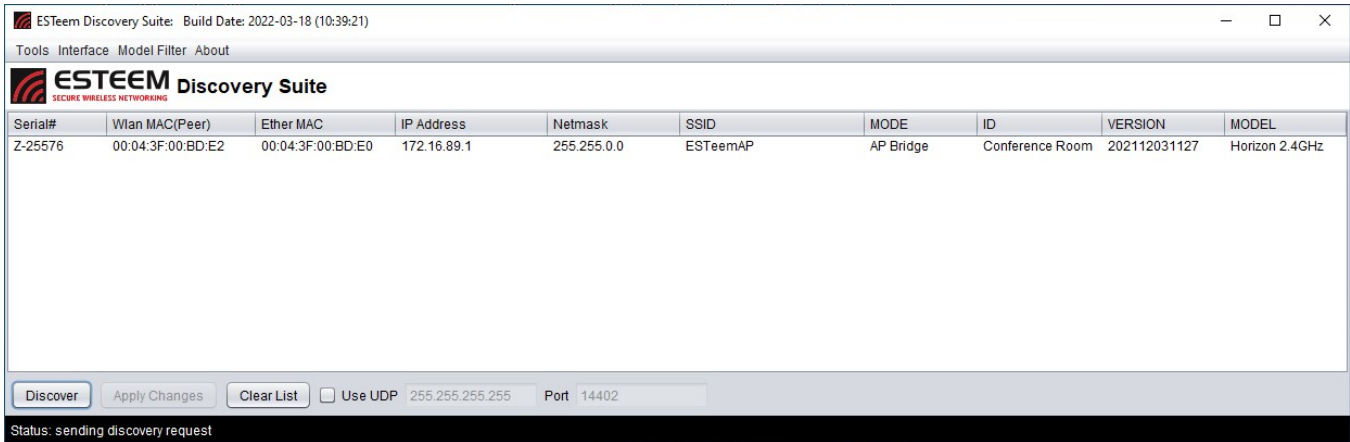 ESTeem Discovery Suite: Build Date: 2022-03-18 (10:39:21)
Tools Interface Model Filter About
ESTEEM Discovery Suite
SECURE WIRELESS NETWORKING
Serial# Wlan MAC(Peer) Ether MAC IP Address Netmask SSID MODE ID VERSION MODEL
Z-25576 00:04:3F:00:BD:E2 00:04:3F:00:BD:E0 172.16.89.1 255.255.0.0 ESTeemAP AP Bridge Conference Room 202112031127 Horizon 2.4GHz
Discover Apply Changes Clear List Use UDP 255.255.255.255 Port 14402
Status: sending discovery request